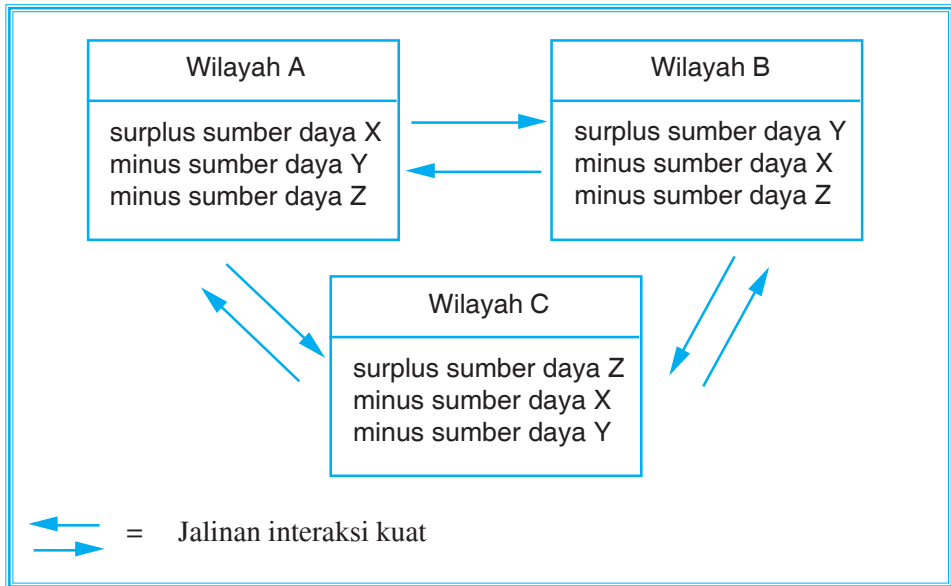 Wilayah A
surplus sumber daya X
minus sumber daya Y
minus sumber daya Z
Wilayah B
surplus sumber daya Y
minus sumber daya X
minus sumber daya Z
Wilayah C
surplus sumber daya Z
minus sumber daya X
minus sumber daya Y
= Jalinan interaksi kuat